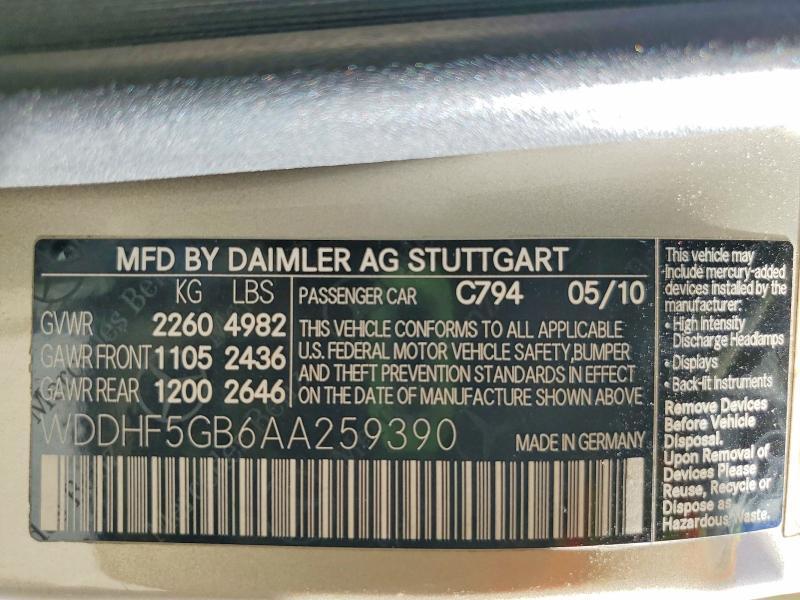 MFD BY DAIMLER AG STUTTGART
KG LBS
GVWR 2260 4982
GAWR FRONT 1105 2436
GAWR REAR 1200 2646
PASSENGER CAR C794 05/10
THIS VEHICLE CONFORMS TO ALL APPLICABLE
U.S. FEDERAL MOTOR VEHICLE SAFETY, BUMPER
AND THEFT PREVENTION STANDARDS IN EFFECT
ON THE DATE OF MANUFACTURE SHOWN ABOVE
WDDHF5GB6AA259390 MADE IN GERMANY
This vehicle may
include mercury-added
devices installed by the
manufacturer:
• High Intensity
Discharge Headlamps
• Displays
• Back-lit Instruments
Remove Devices
Before Vehicle
Disposal.
Upon Removal of
Devices Please
Reuse, Recycle or
Dispose as
Hazardous Waste.